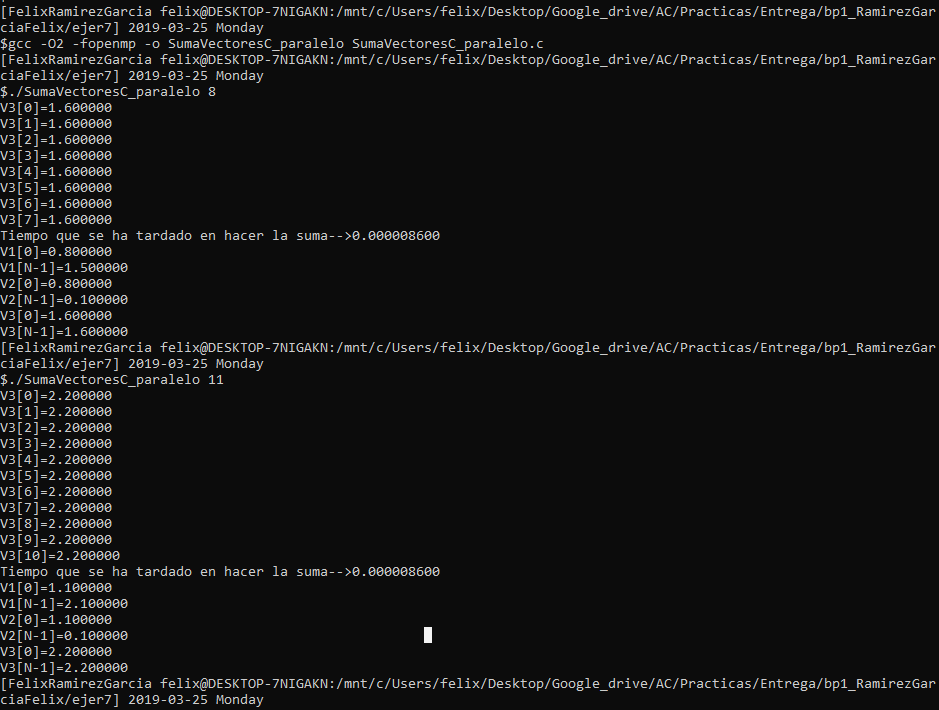 [FelixRamirezGarcia felix@DESKTOP-7NIGAKN:/mnt/c/Users/felix/Desktop/Google_drive/AC/Practicas/Entrega/bp1_RamirezGar
ciaFelix/ejer7] 2019-03-25 Monday
$gcc -O2 -fopenmp -o SumaVectoresC_paralelo SumaVectoresC_paralelo.c
[FelixRamirezGarcia felix@DESKTOP-7NIGAKN:/mnt/c/Users/felix/Desktop/Google_drive/AC/Practicas/Entrega/bp1_RamirezGar
ciaFelix/ejer7] 2019-03-25 Monday
$./SumaVectoresC_paralelo 8
V3[0]=1.600000
V3[1]=1.600000
V3[2]=1.600000
V3[3]=1.600000
V3[4]=1.600000
V3[5]=1.600000
V3[6]=1.600000
V3[7]=1.600000
Tiempo que se ha tardado en hacer la suma-->0.000008600
V1[0]=0.800000
V1[N-1]=1.500000
V2[0]=0.800000
V2[N-1]=0.100000
V3[0]=1.600000
V3[N-1]=1.600000
[FelixRamirezGarcia felix@DESKTOP-7NIGAKN:/mnt/c/Users/felix/Desktop/Google_drive/AC/Practicas/Entrega/bp1_RamirezGar
ciaFelix/ejer7] 2019-03-25 Monday
$./SumaVectoresC_paralelo 11
V3[0]=2.200000
V3[1]=2.200000
V3[2]=2.200000
V3[3]=2.200000
V3[4]=2.200000
V3[5]=2.200000
V3[6]=2.200000
V3[7]=2.200000
V3[8]=2.200000
V3[9]=2.200000
V3[10]=2.200000
Tiempo que se ha tardado en hacer la suma-->0.000008600
V1[0]=1.100000
V1[N-1]=2.100000
V2[0]=1.100000
V2[N-1]=0.100000
V3[0]=2.200000
V3[N-1]=2.200000
[FelixRamirezGarcia felix@DESKTOP-7NIGAKN:/mnt/c/Users/felix/Desktop/Google_drive/AC/Practicas/Entrega/bp1_RamirezGar
ciaFelix/ejer7] 2019-03-25 Monday